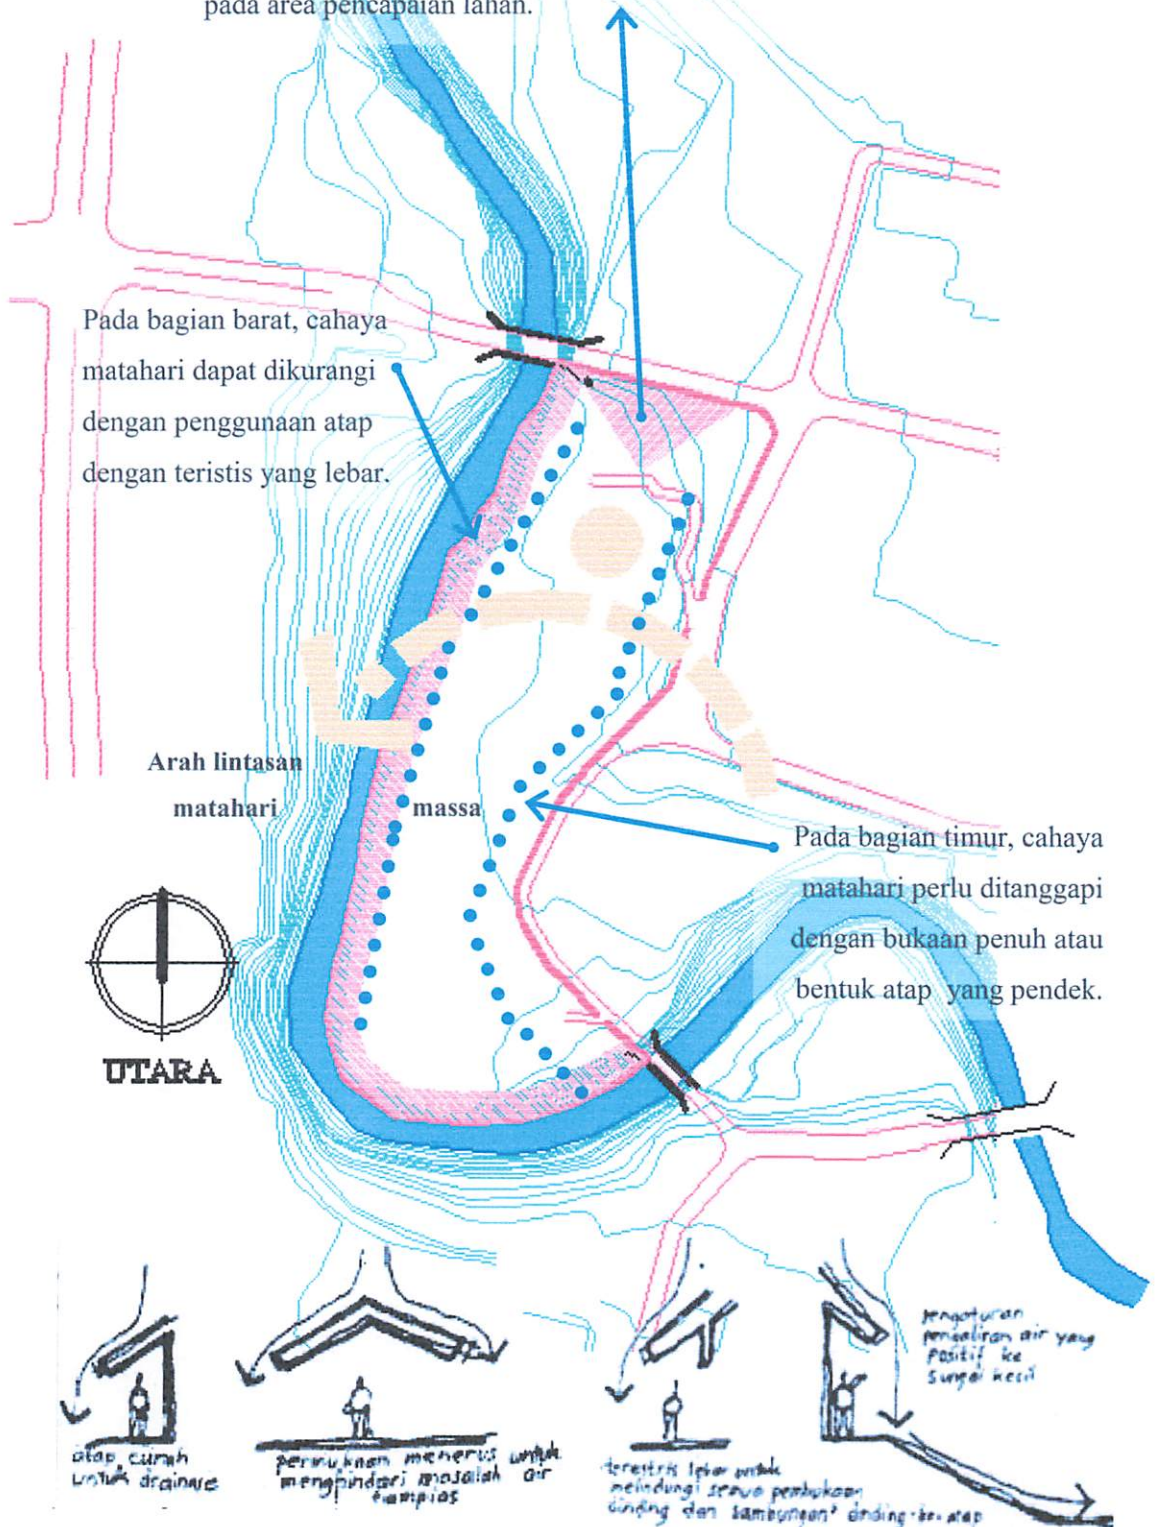 pada area pencapaian lahan.
Pada bagian barat, cahaya
matahari dapat dikurangi
dengan penggunaan atap
dengan teristis yang lebar.
Arah lintasan
matahari
massa
Pada bagian timur, cahaya
matahari perlu ditanggapi
dengan bukaan penuh atau
bentuk atap yang pendek.
UTARA
pengaturan
pengaliran air yang
positif ke
sungai kecil
atap curah
untuk drainase
permukaan menerus untuk
menghindari masalah air
terestris lebar untuk
melindungi semua pembukaan
dinding dan sambungan² dinding-ke-atap